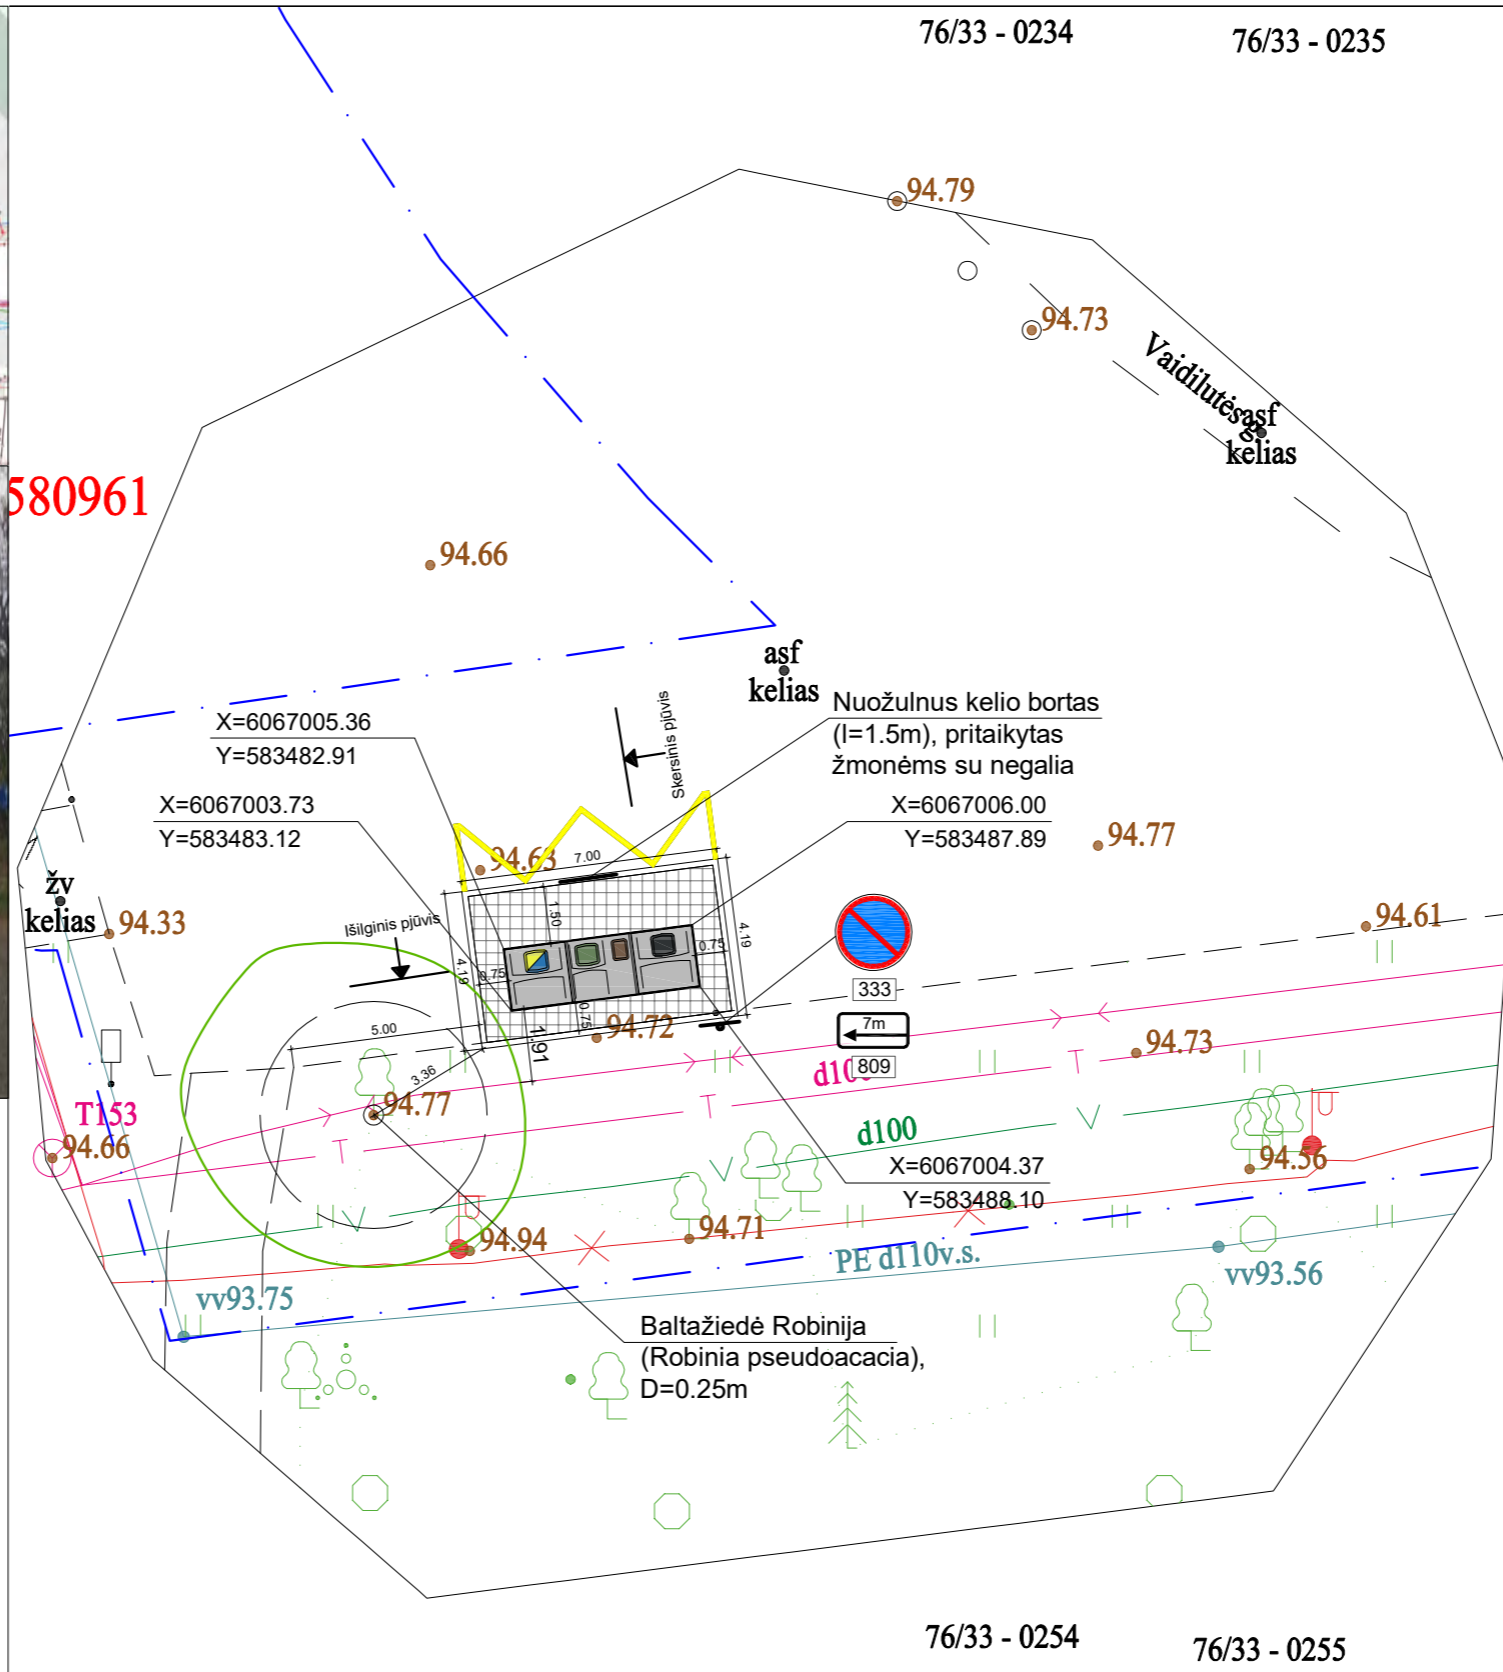 76/33 - 0234
76/33 - 0235
94.79
94.73
Vaidilutės g.
asf
kelias
580961
94.66
asf
kelias
Skersinis pjūvis
Nuožulnus kelio bortas
(l=1.5m), pritaikytas
žmonėms su negalia
X=6067005.36
Y=583482.91
X=6067003.73
Y=583483.12
X=6067006.00
Y=583487.89
94.77
94.63
7.00
žv
kelias
94.33
Išilginis pjūvis
1.50
4.19
4.19
0.75
0.75
0.75
94.61
333
7m
809
5.00
94.72
1.91
94.73
3.36
d100
T
94.77
T153
94.66
T
T
V
d100
94.56
X=6067004.37
Y=583488.10
V
V
94.94
94.71
PE d110v.s.
vv93.56
vv93.75
Baltažiedė Robinija
(Robinia pseudoacacia),
D=0.25m
76/33 - 0254
76/33 - 0255